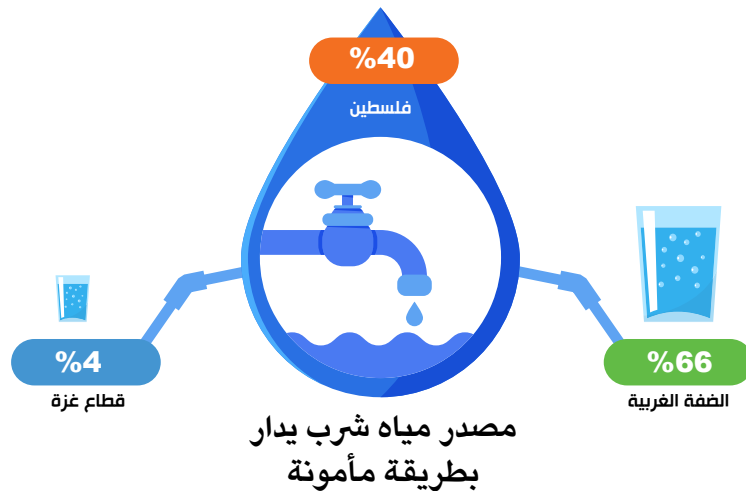 %40
فلسطين
%66
الضفة الغربية
%4
قطاع غزة
مصدر مياه شرب يدار
بطريقة مأمونة